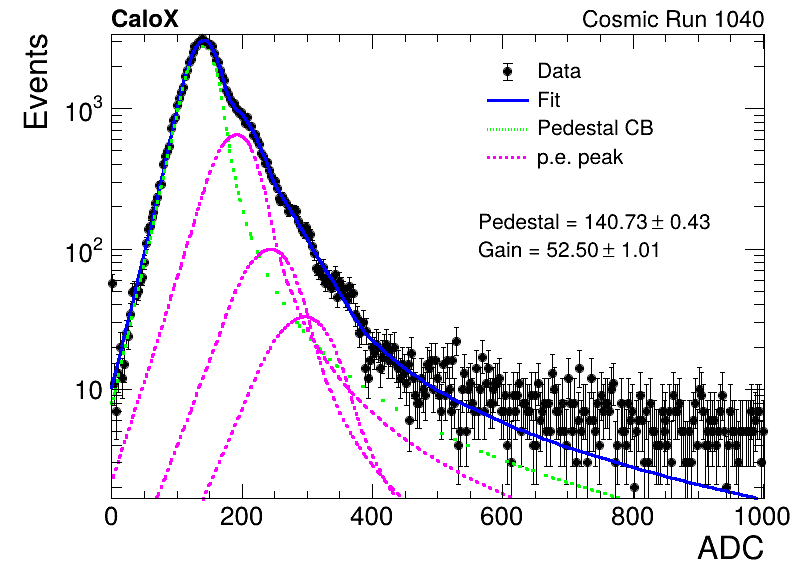 CaloX Cosmic Run 1040
Events
Data
Fit
Pedestal CB
p.e. peak
Pedestal = 140.73 ± 0.43
Gain = 52.50 ± 1.01
10³
10²
10
0 200 400 600 800 1000
ADC